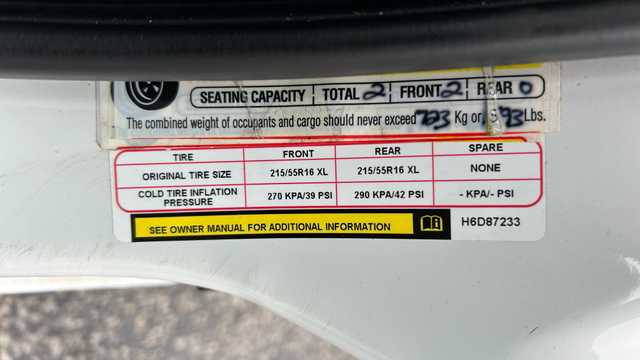 SEATING CAPACITY TOTAL 2 FRONT 2 REAR 0
The combined weight of occupants and cargo should never exceed 723 Kg or Lbs.
TIRE FRONT REAR SPARE
ORIGINAL TIRE SIZE 215/55R16 XL 215/55R16 XL NONE
COLD TIRE INFLATION PRESSURE 270 KPA/39 PSI 290 KPA/42 PSI - KPA/- PSI
SEE OWNER MANUAL FOR ADDITIONAL INFORMATION H6D87233